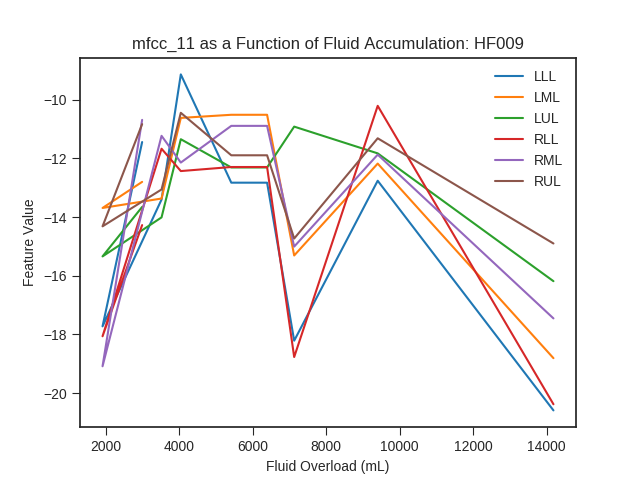 mfcc_11 as a Function of Fluid Accumulation: HF009
LLL
LML
LUL
RLL
RML
RUL
Feature Value
−10
−12
−14
−16
−18
−20
2000
4000
6000
8000
10000
12000
14000
Fluid Overload (mL)